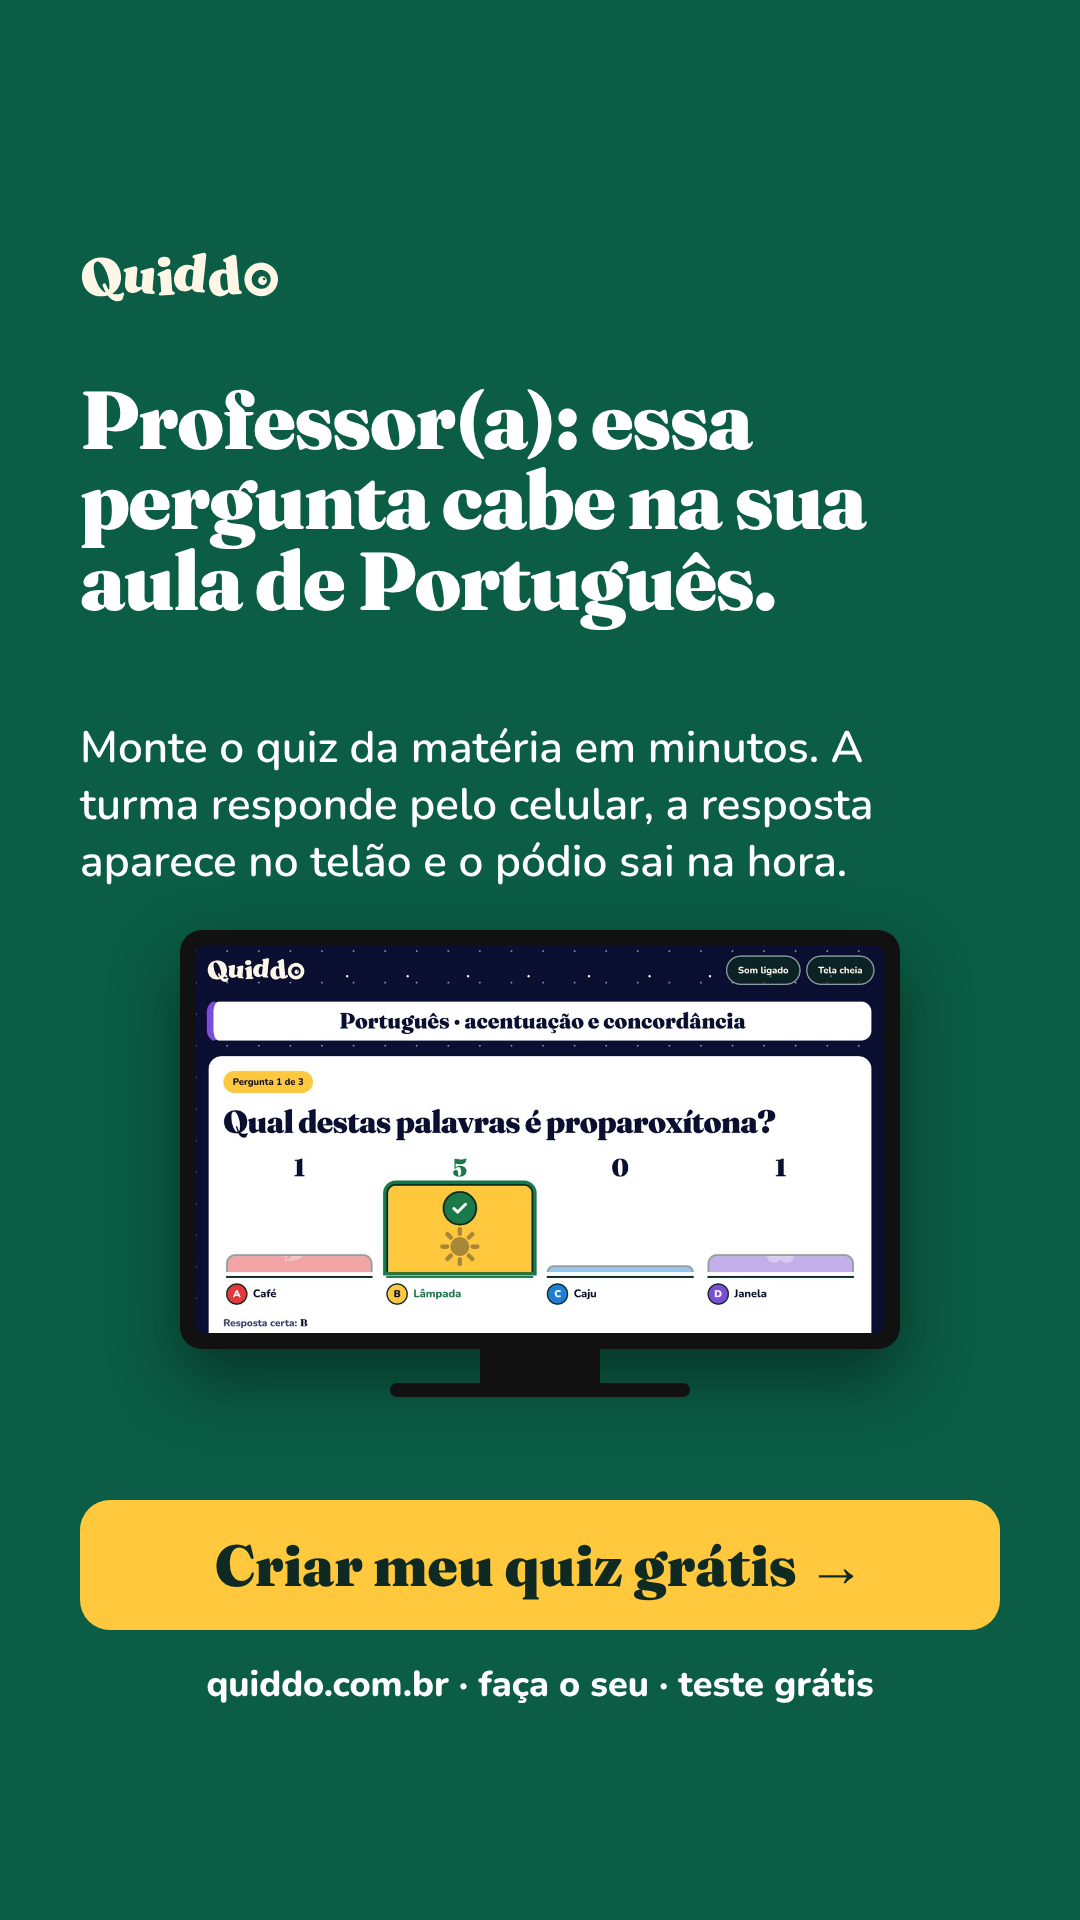 Quiddo
Professor(a): essa
pergunta cabe na sua
aula de Português.
Monte o quiz da matéria em minutos. A
turma responde pelo celular, a resposta
aparece no telão e o pódio sai na hora.
Quiddo
Som ligado
Tela cheia
Português · acentuação e concordância
Pergunta 1 de 3
Qual destas palavras é proparoxítona?
1 5 0 1
A Café B Lâmpada C Caju D Janela
Resposta certa: B
Criar meu quiz grátis →
quiddo.com.br · faça o seu · teste grátis